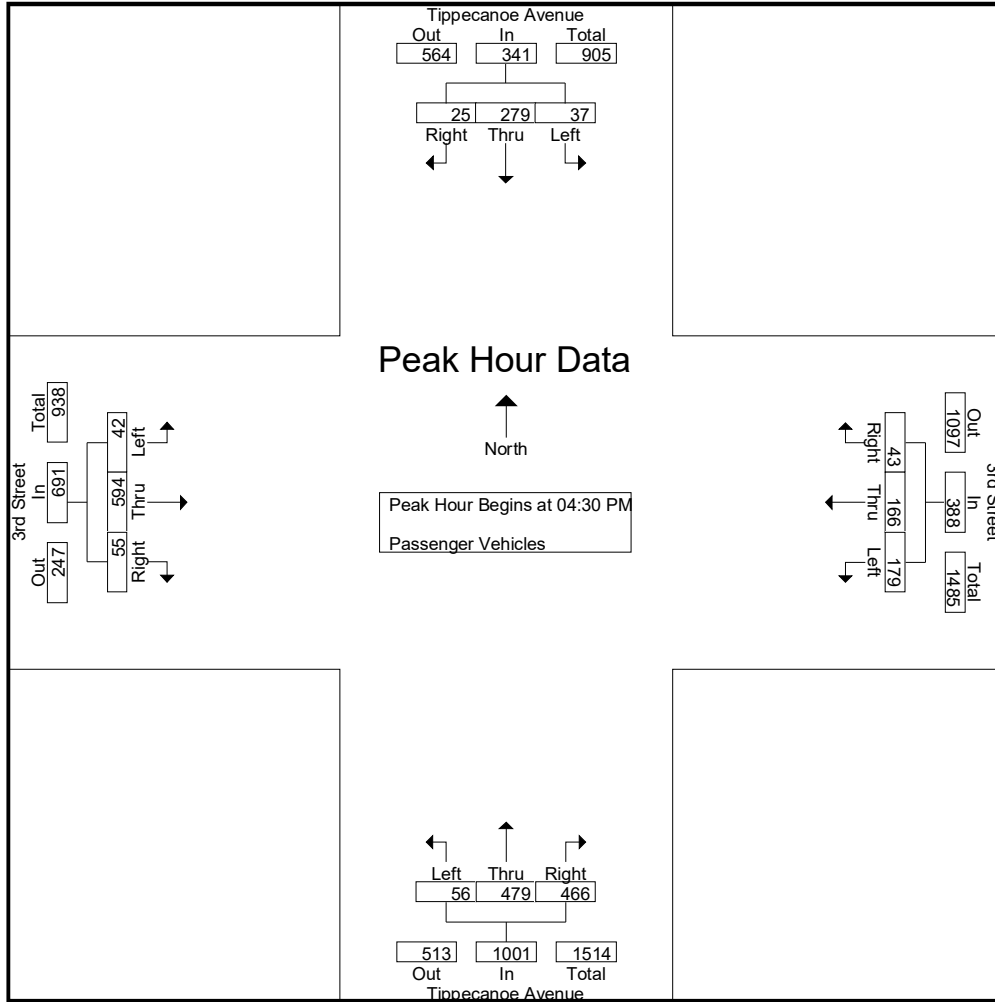 Tippecanoe Avenue
Out In Total
564 341 905
25 279 37
Right Thru Left
Peak Hour Data
North
Peak Hour Begins at 04:30 PM
Passenger Vehicles
3rd Street
Total In Out
938 691 247
42 594 55
Left Thru Right
3rd Street
Out In Total
1097 388 1485
43 166 179
Right Thru Left
Left Thru Right
56 479 466
513 1001 1514
Out In Total
Tippecanoe Avenue